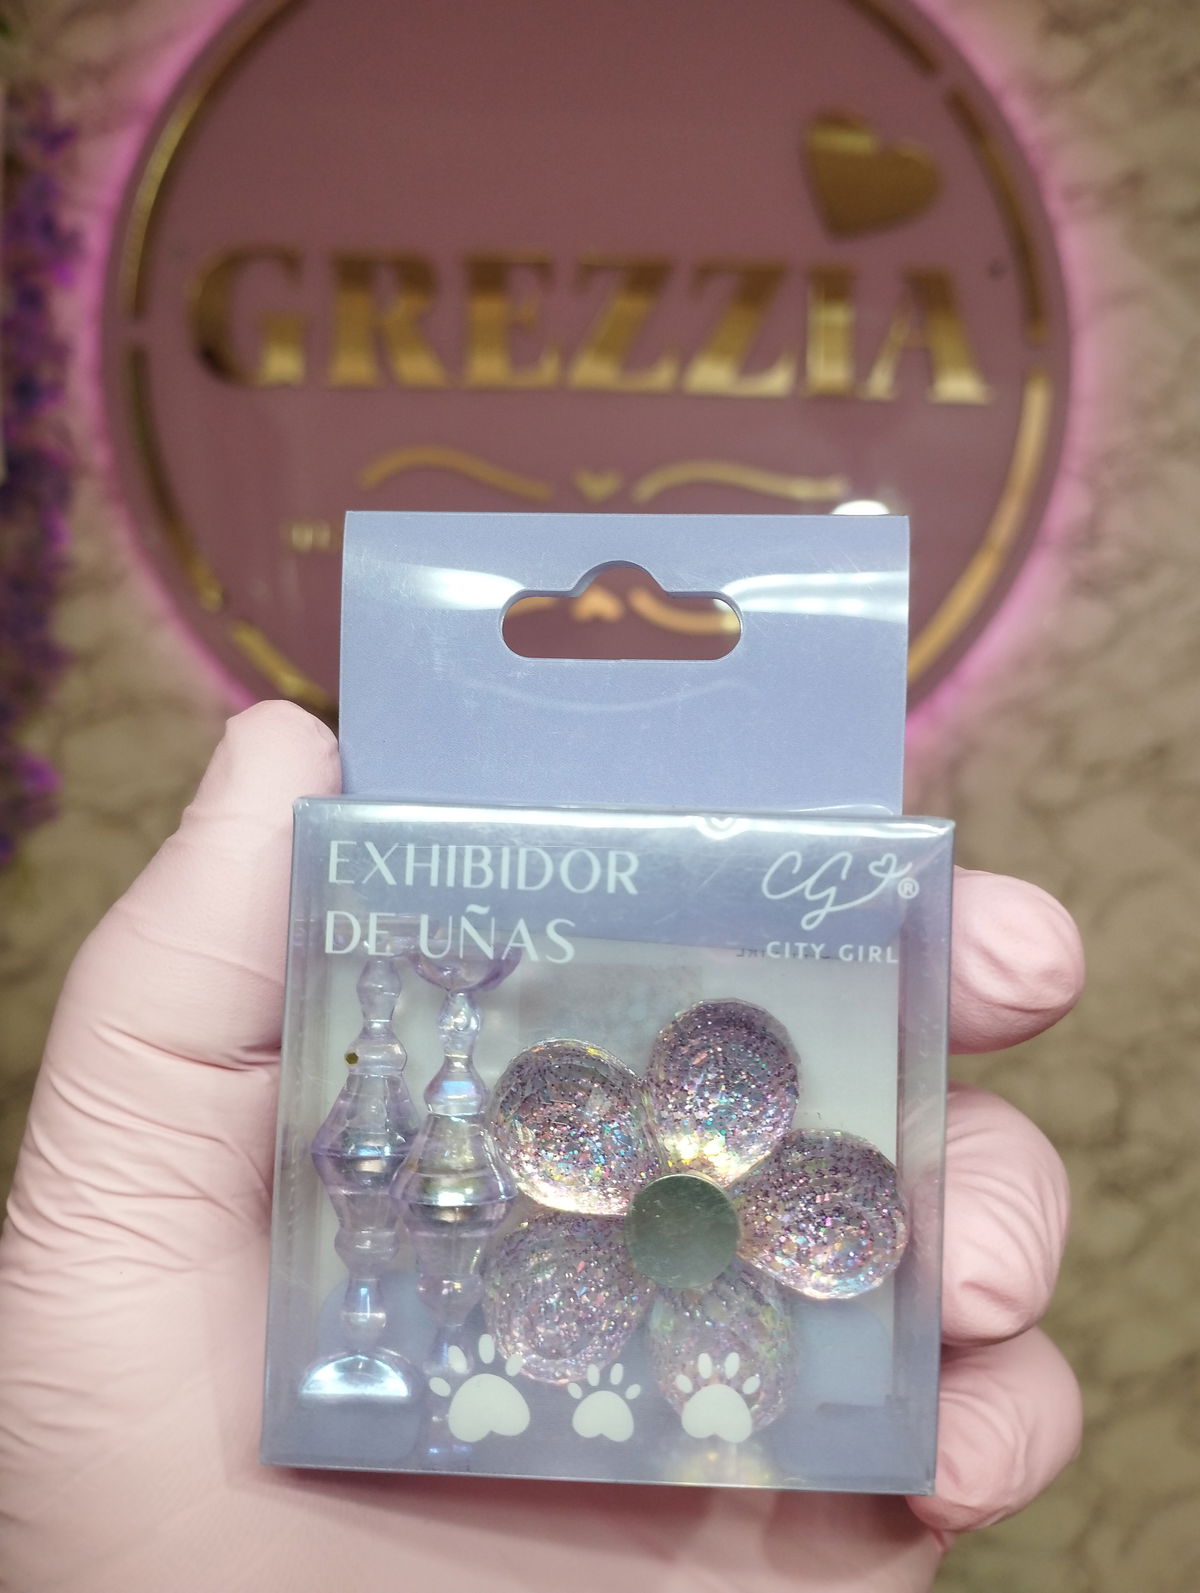 GREZZIA
EXHIBIDOR
DE UÑAS
CG®
CITY GIRL